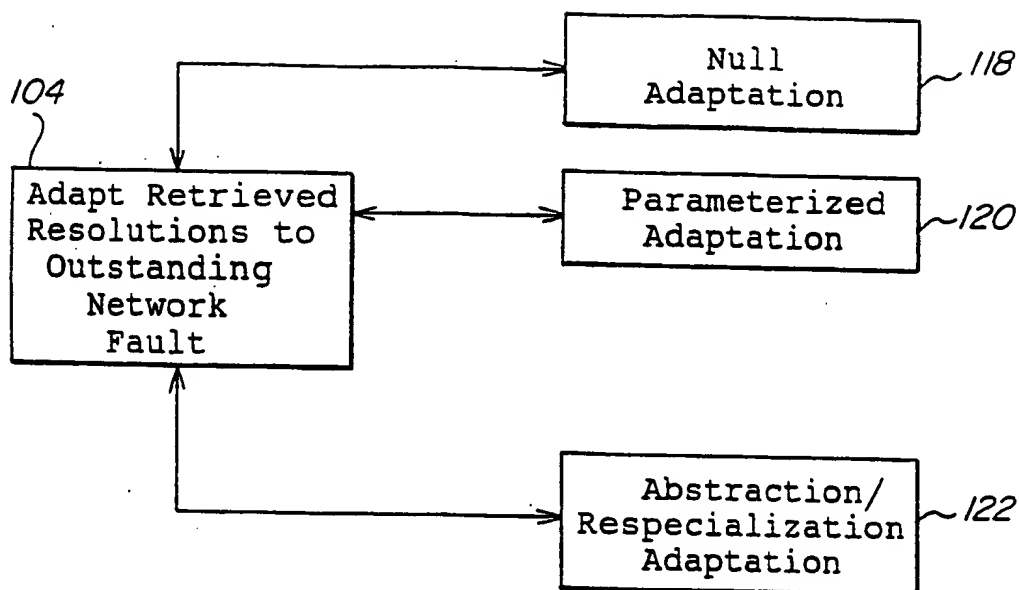 104
Adapt Retrieved
Resolutions to
Outstanding
Network
Fault
Null
Adaptation
118
Parameterized
Adaptation
120
Abstraction/
Respecialization
Adaptation
122